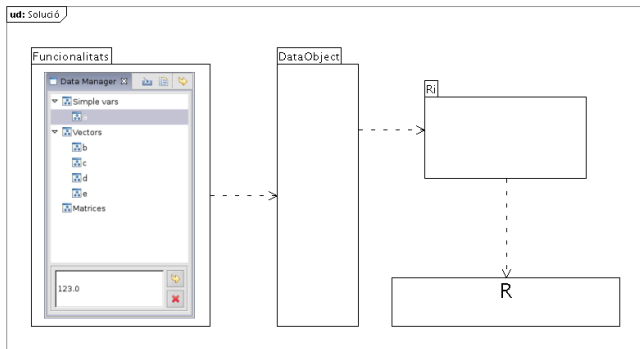 ud: Solució
Funcionalitats
Data Manager
Simple vars
a
Vectors
b
c
d
e
Matrices
123.0
DataObject
Ri
R